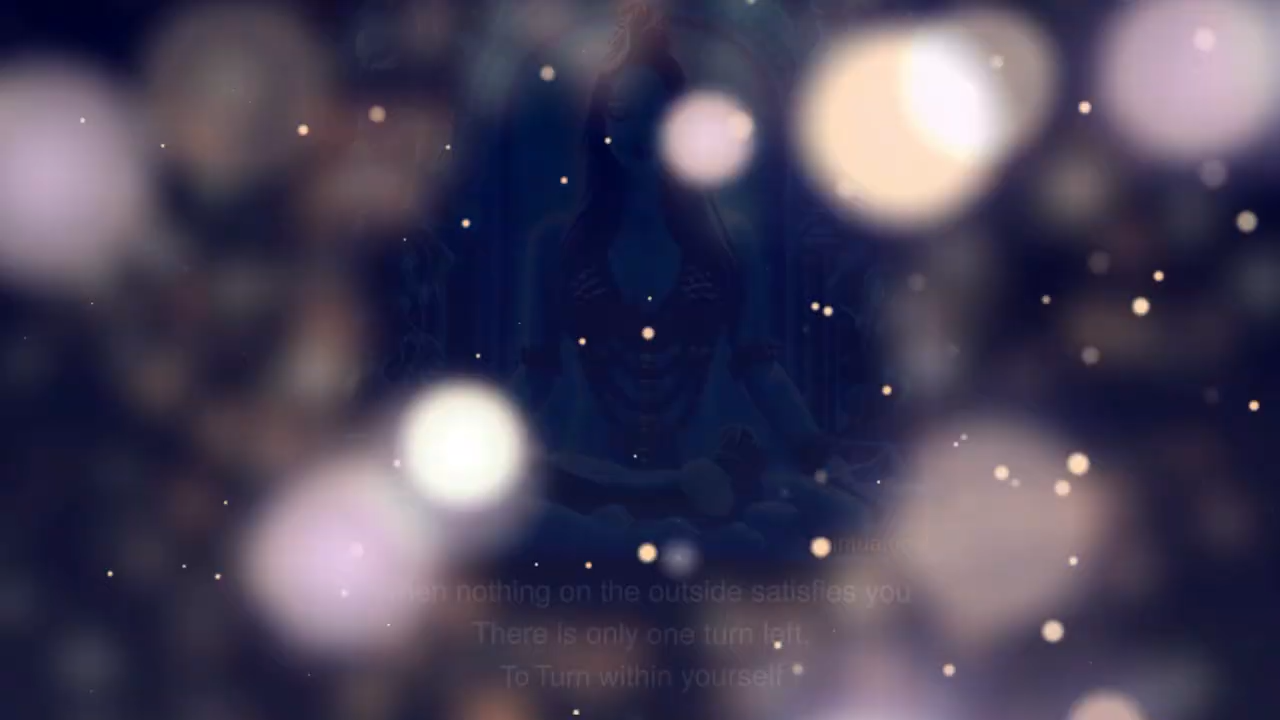 nothing on the outside satisfies you
There is only one turn left.
To Turn within yourself